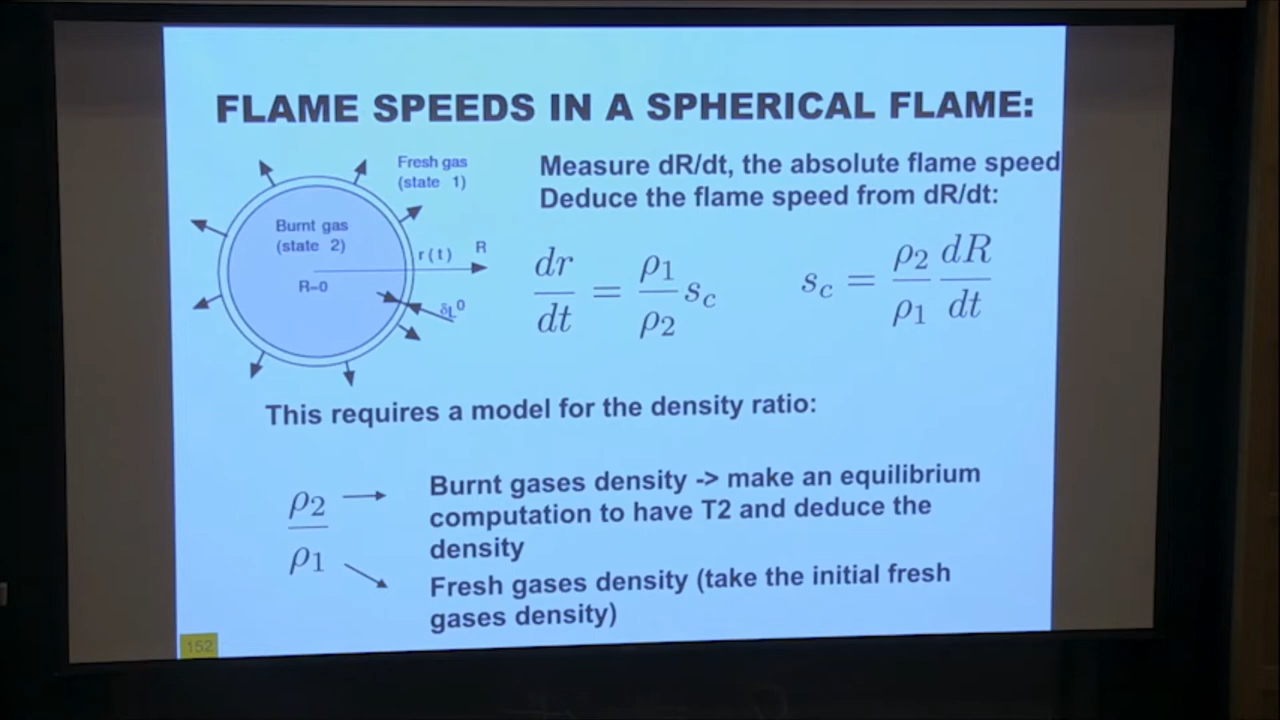 FLAME SPEEDS IN A SPHERICAL FLAME:
Fresh gas
(state 1)
Burnt gas
(state 2)
r(t) R
R=0
δL⁰
Measure dR/dt, the absolute flame speed
Deduce the flame speed from dR/dt:
dr/dt = ρ1/ρ2 sc
sc = ρ2/ρ1 dR/dt
This requires a model for the density ratio:
ρ2/ρ1
Burnt gases density -> make an equilibrium
computation to have T2 and deduce the
density
Fresh gases density (take the initial fresh
gases density)
152